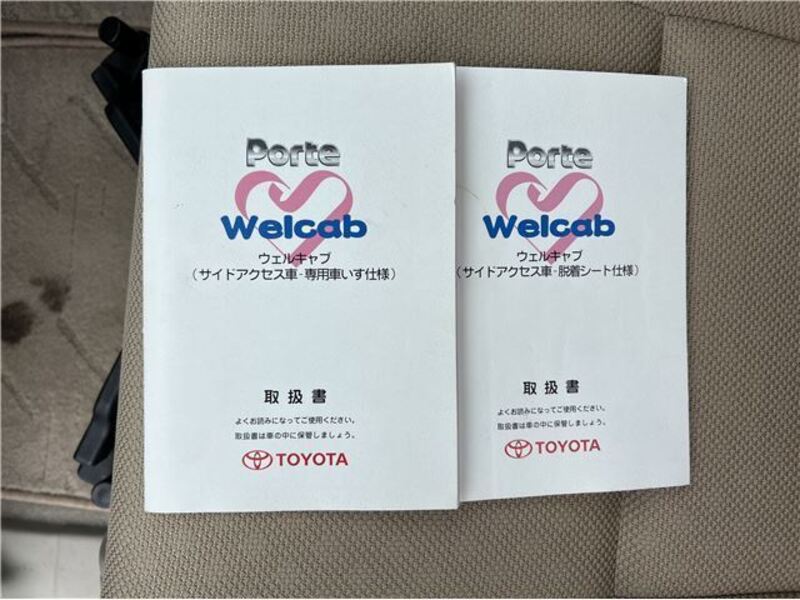 Porte
Welcab
ウェルキャブ
(サイドアクセス車-専用車いす仕様)
取扱書
よくお読みになってご使用ください。
取扱書は車の中に保管しましょう。
TOYOTA
Porte
Welcab
ウェルキャブ
(サイドアクセス車-脱着シート仕様)
取扱書
よくお読みになってご使用ください。
取扱書は車の中に保管しましょう。
TOYOTA